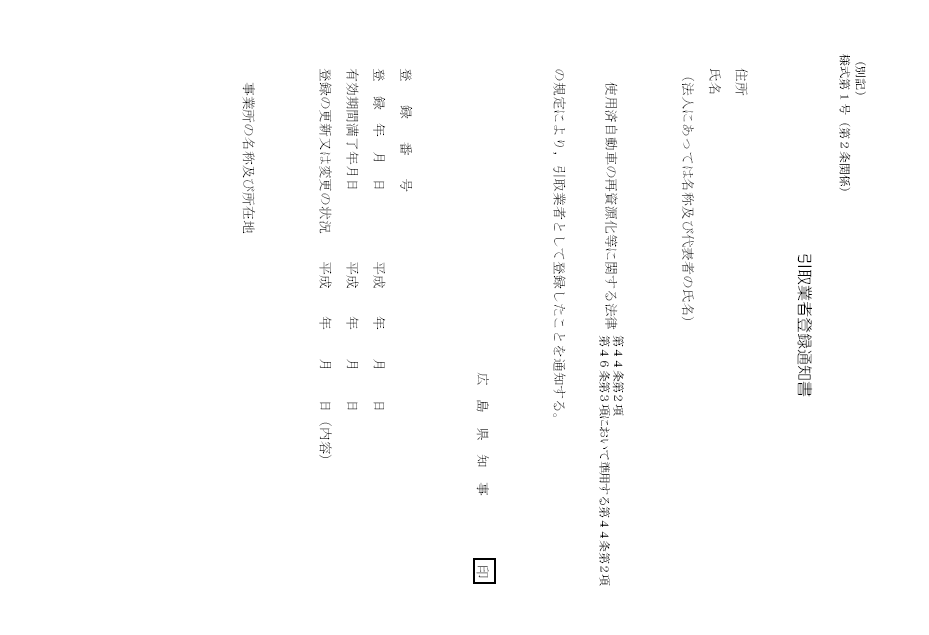 （別記）
様式第１号（第２条関係）
引取業者登録通知書
住所
氏名
（法人にあっては名称及び代表者の氏名）
第４４条第２項
使用済自動車の再資源化等に関する法律
第４６条第３項において準用する第４４条第２項
の規定により，引取業者として登録したことを通知する。
広　島　県　知　事　　　印
登　録　番　号
登　録　年　月　日　　　平成　　年　　月　　日
有効期間満了年月日　　　平成　　年　　月　　日
登録の更新又は変更の状況　　平成　　年　　月　　日（内容）
事業所の名称及び所在地